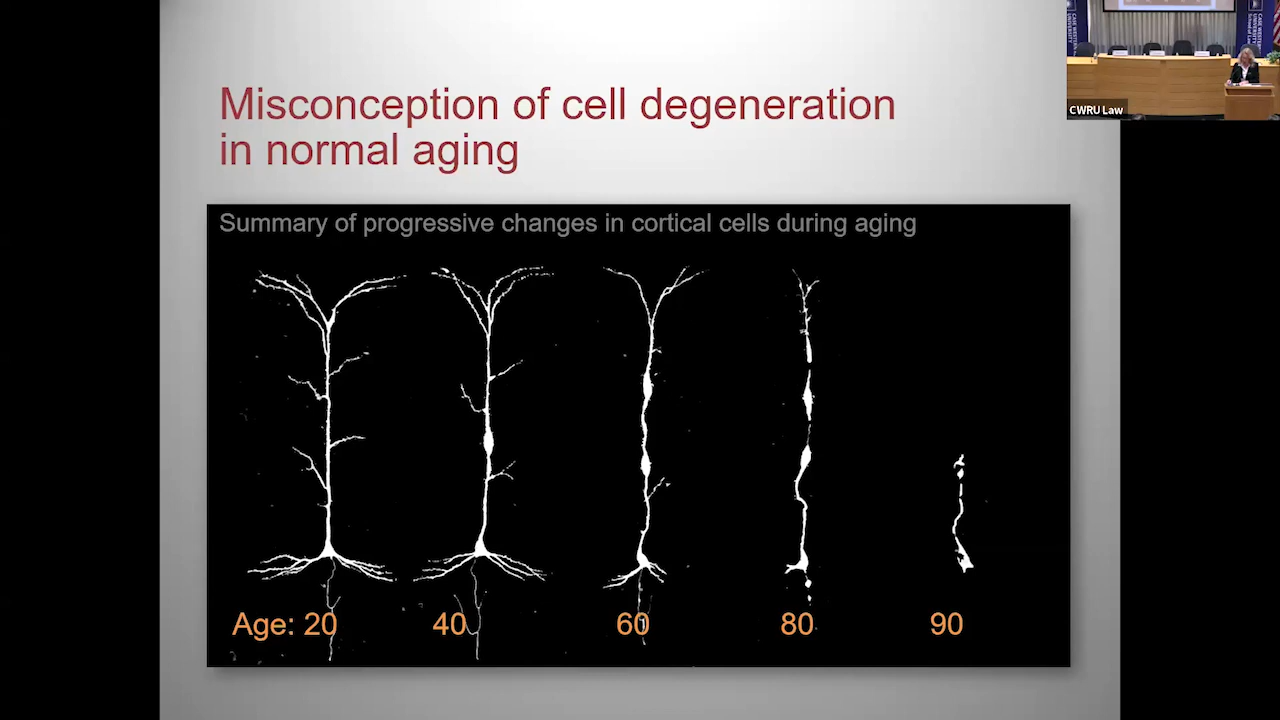 Misconception of cell degeneration
in normal aging
Summary of progressive changes in cortical cells during aging
Age: 20 40 60 80 90
CWRU Law